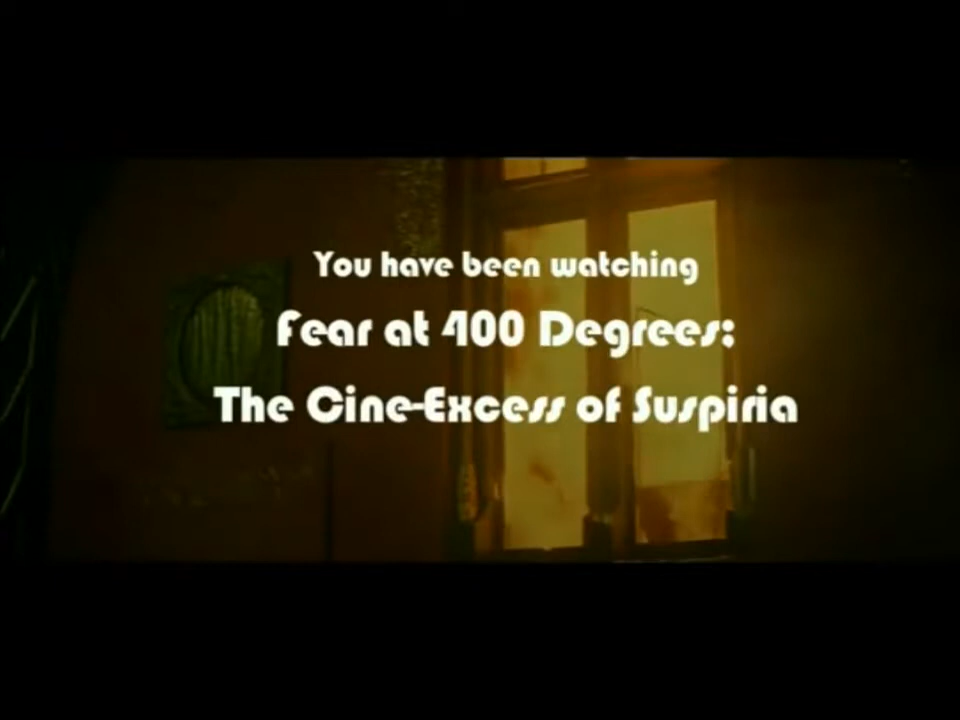 You have been watching
Fear at 400 Degrees:
The Cine-Excess of Suspiria